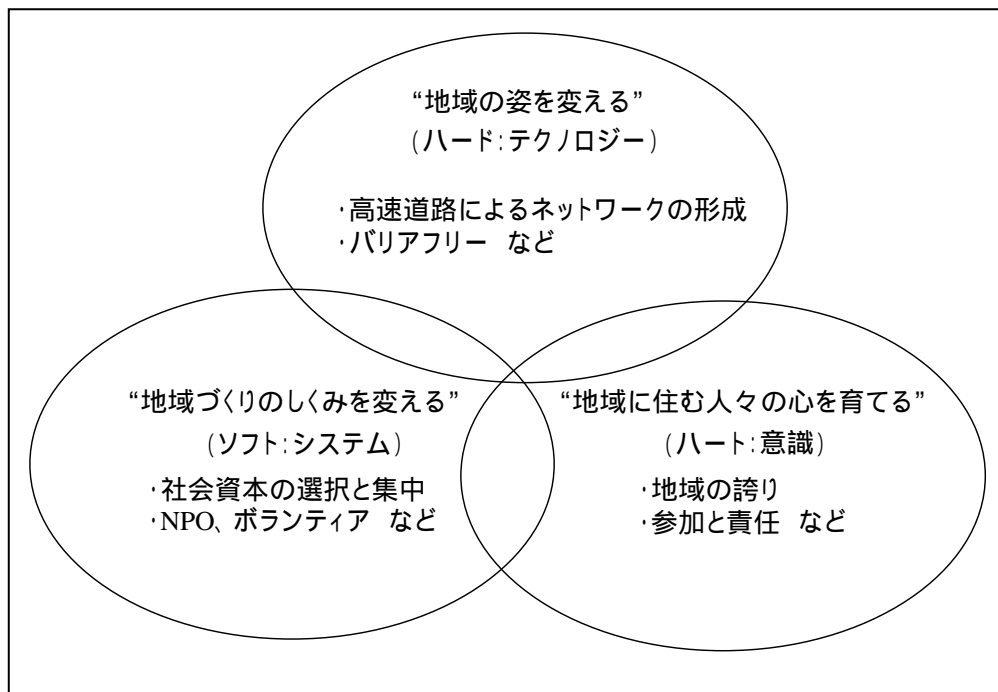 “地域の姿を変える”
(ハード:テクノロジー)
・高速道路によるネットワークの形成
・バリアフリー など
“地域づくりのしくみを変える”
(ソフト:システム)
・社会資本の選択と集中
・NPO、ボランティア など
“地域に住む人々の心を育てる”
(ハート:意識)
・地域の誇り
・参加と責任 など